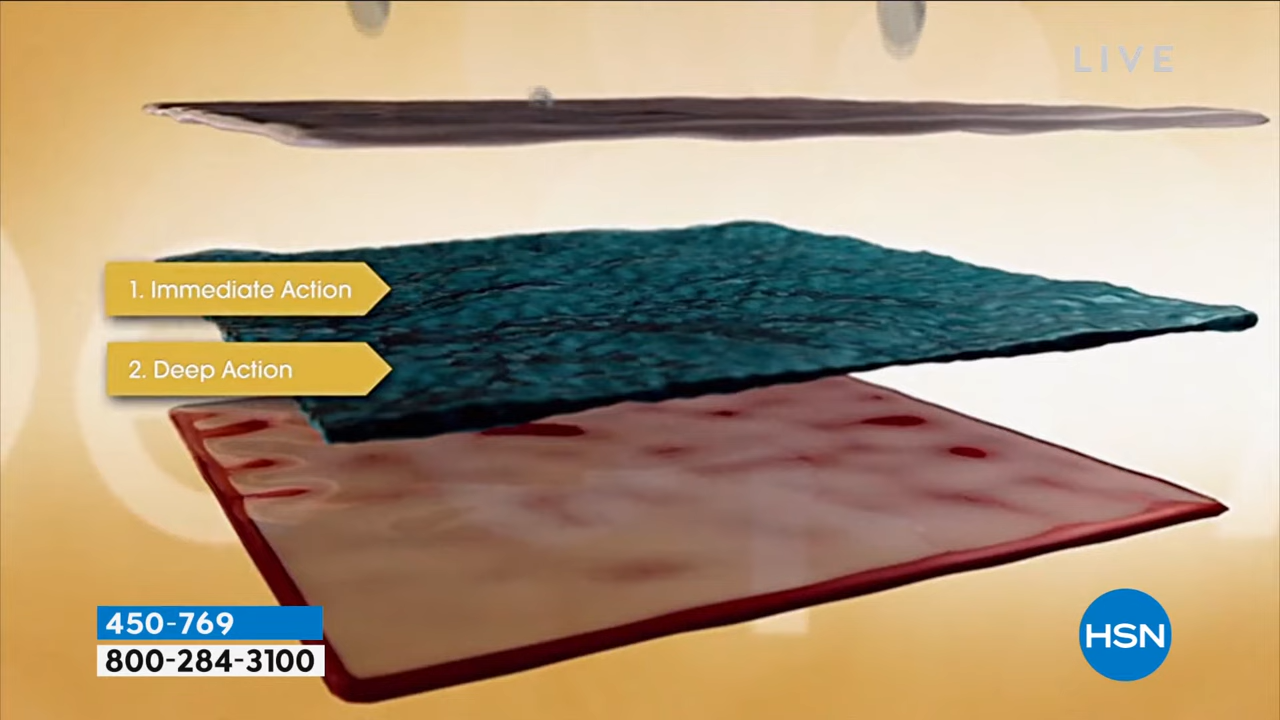 LIVE
1. Immediate Action
2. Deep Action
450-769
800-284-3100
HSN